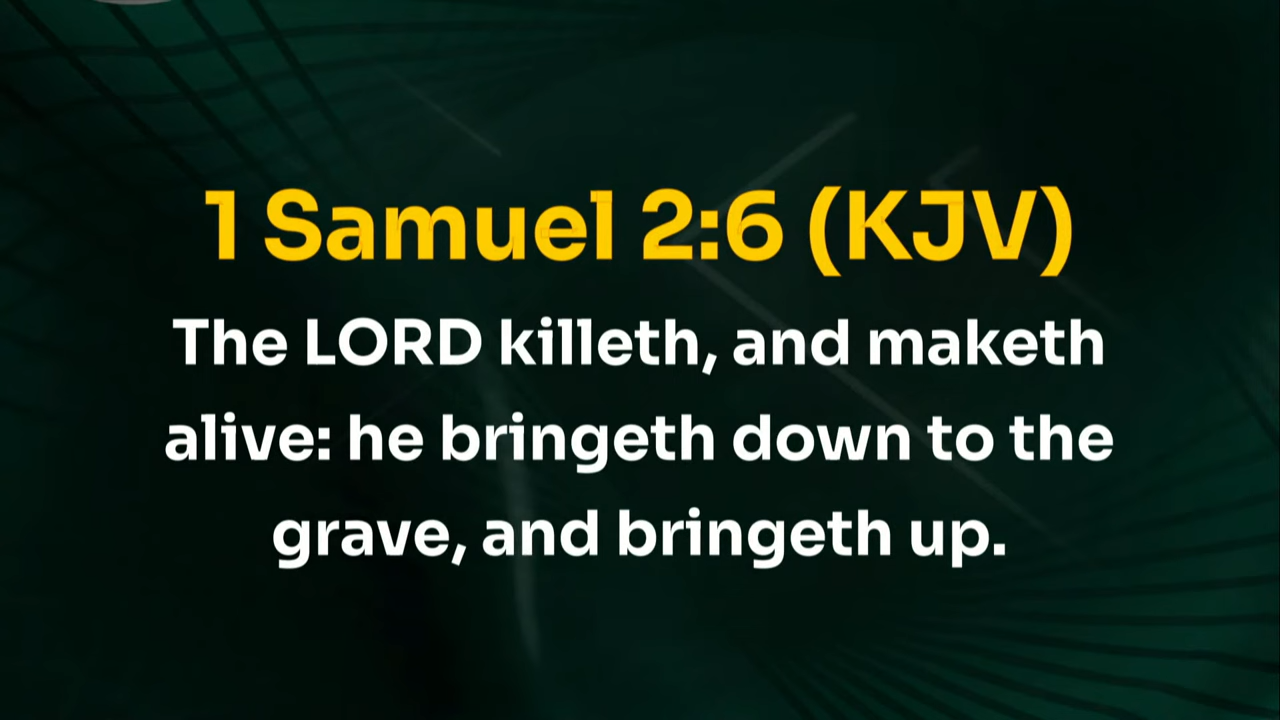 1 Samuel 2:6 (KJV)
The LORD killeth, and maketh
alive: he bringeth down to the
grave, and bringeth up.